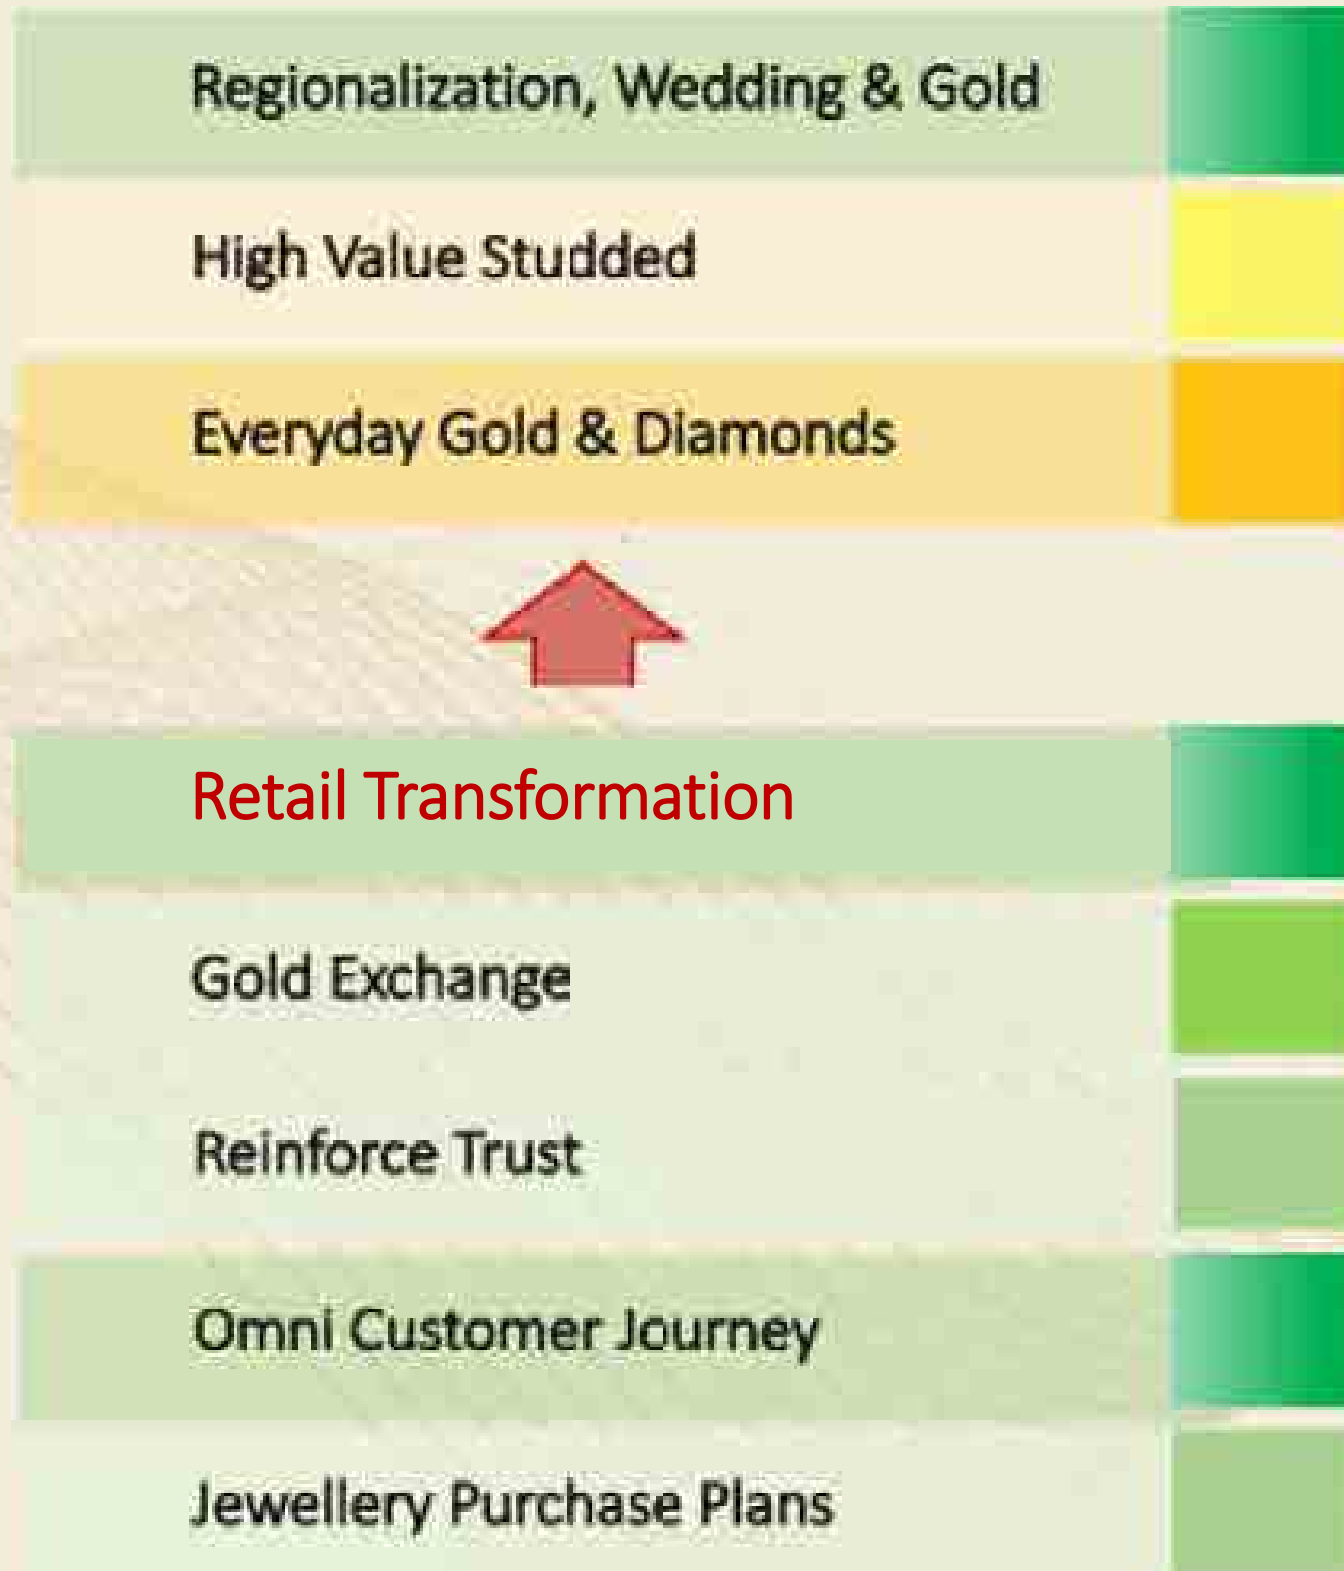 Regionalization, Wedding & Gold
High Value Studded
Everyday Gold & Diamonds
Retail Transformation
Gold Exchange
Reinforce Trust
Omni Customer Journey
Jewellery Purchase Plans